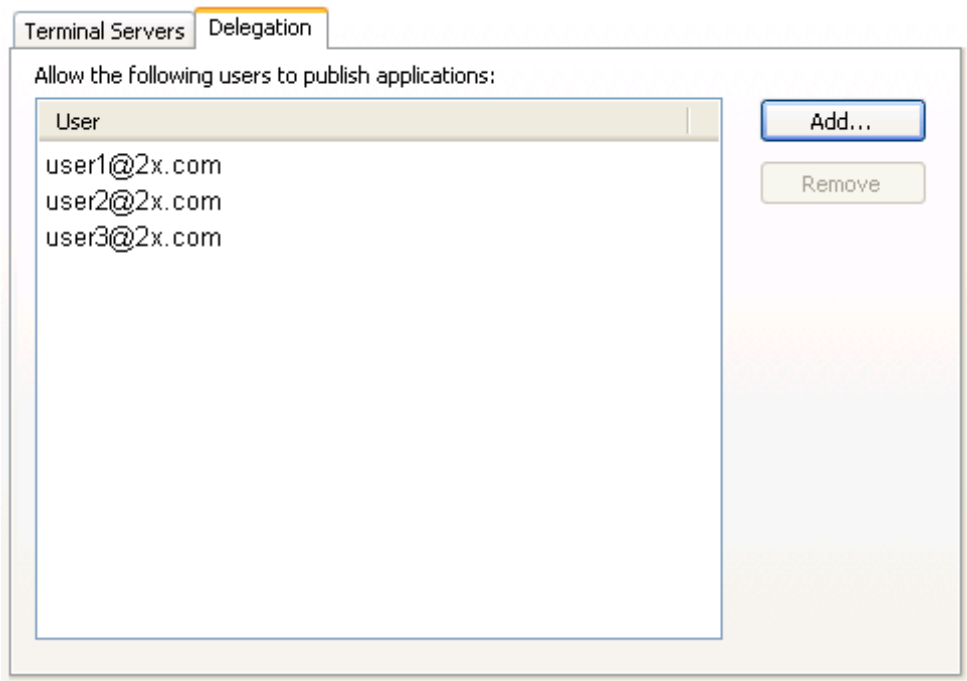 Terminal Servers Delegation
Allow the following users to publish applications:
User
Add...
user1@2x.com
Remove
user2@2x.com
user3@2x.com